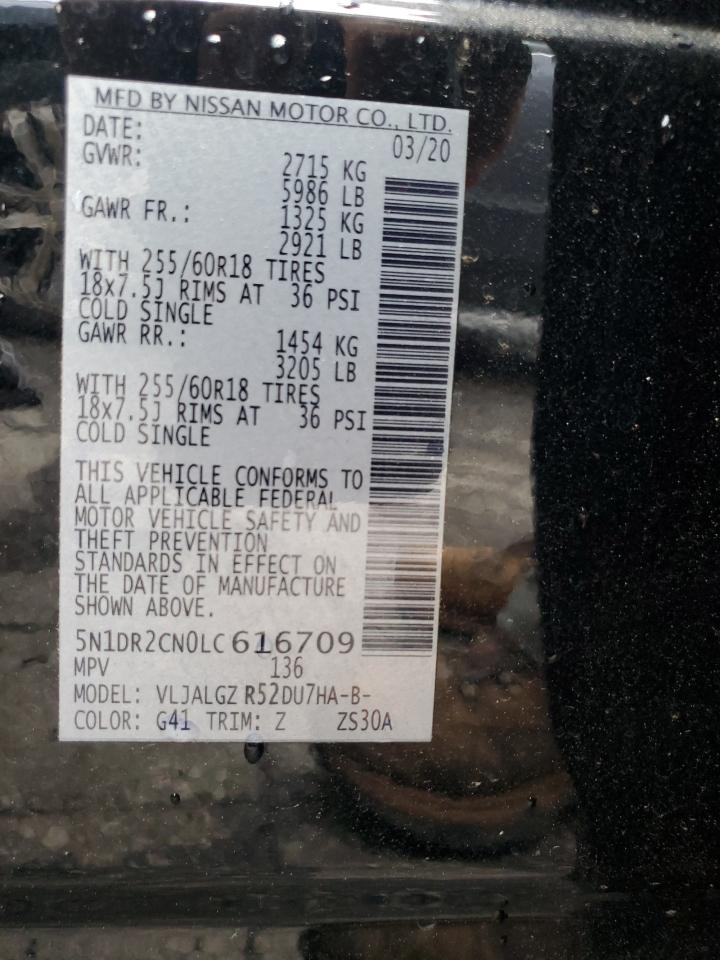 MFD BY NISSAN MOTOR CO., LTD.
DATE: 03/20
GVWR: 2715 KG
5986 LB
GAWR FR.: 1325 KG
2921 LB
WITH 255/60R18 TIRES
18x7.5J RIMS AT 36 PSI
COLD SINGLE
GAWR RR.: 1454 KG
3205 LB
WITH 255/60R18 TIRES
18x7.5J RIMS AT 36 PSI
COLD SINGLE
THIS VEHICLE CONFORMS TO
ALL APPLICABLE FEDERAL
MOTOR VEHICLE SAFETY AND
THEFT PREVENTION
STANDARDS IN EFFECT ON
THE DATE OF MANUFACTURE
SHOWN ABOVE.
5N1DR2CN0LC616709
MPV 136
MODEL: VLJALGZ R52DU7HA-B-
COLOR: G41 TRIM: Z ZS30A